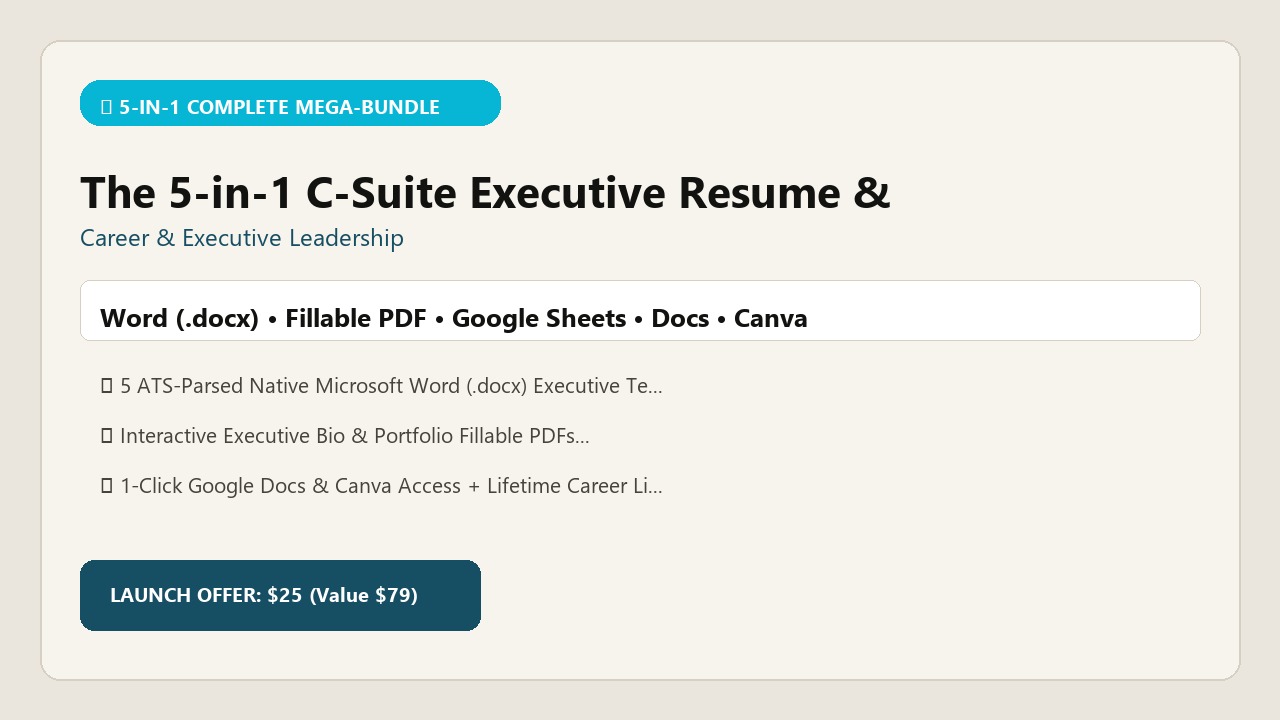 ▯ 5-IN-1 COMPLETE MEGA-BUNDLE
The 5-in-1 C-Suite Executive Resume &
Career & Executive Leadership
Word (.docx) • Fillable PDF • Google Sheets • Docs • Canva
▯ 5 ATS-Parsed Native Microsoft Word (.docx) Executive Te...
▯ Interactive Executive Bio & Portfolio Fillable PDFs...
▯ 1-Click Google Docs & Canva Access + Lifetime Career Li...
LAUNCH OFFER: $25 (Value $79)